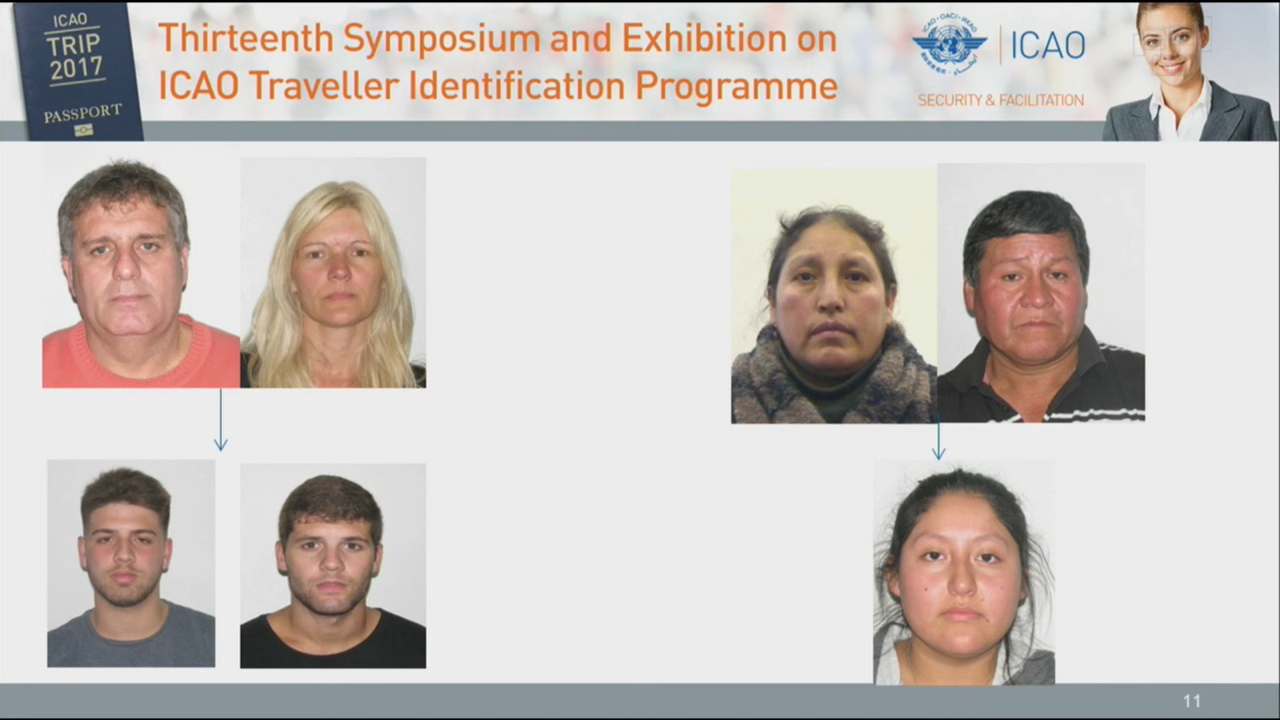 ICAO
TRIP
2017
PASSPORT
Thirteenth Symposium and Exhibition on
ICAO Traveller Identification Programme
ICAO
SECURITY & FACILITATION
11